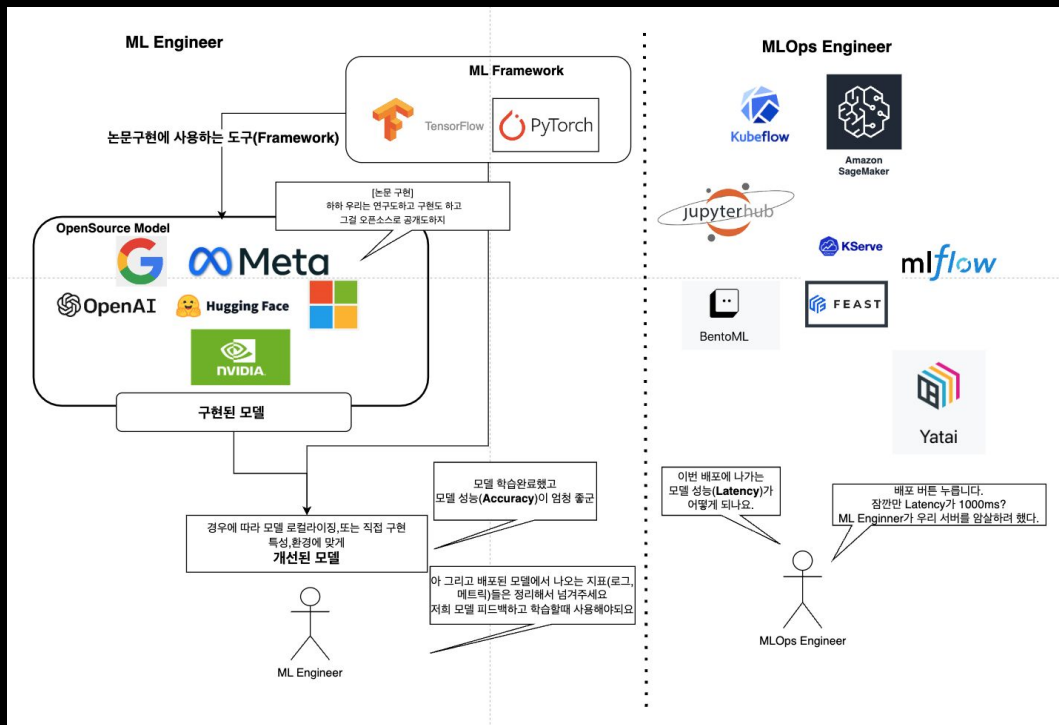 ML Engineer
ML Framework
TensorFlow
PyTorch
논문구현에 사용하는 도구(Framework)
[논문 구현]
하하 우리는 연구도하고 구현도 하고
그걸 오픈소스로 공개도하지
OpenSource Model
Meta
OpenAI
Hugging Face
NVIDIA
구현된 모델
모델 학습완료했고
모델 성능(Accuracy)이 엄청 좋군
경우에 따라 모델 로컬라이징,또는 직접 구현
특성,환경에 맞게
개선된 모델
아 그리고 배포된 모델에서 나오는 지표(로그,
메트릭)들은 정리해서 넘겨주세요
저희 모델 피드백하고 학습할때 사용해야되요
ML Engineer
MLOps Engineer
Kubeflow
Amazon
SageMaker
jupyterhub
KServe
mlflow
BentoML
FEAST
Yatai
이번 배포에 나가는
모델 성능(Latency)가
어떻게 되나요.
배포 버튼 누릅니다.
잠깐만 Latency가 1000ms?
ML Enginner가 우리 서버를 암살하려 했다.
MLOps Engineer